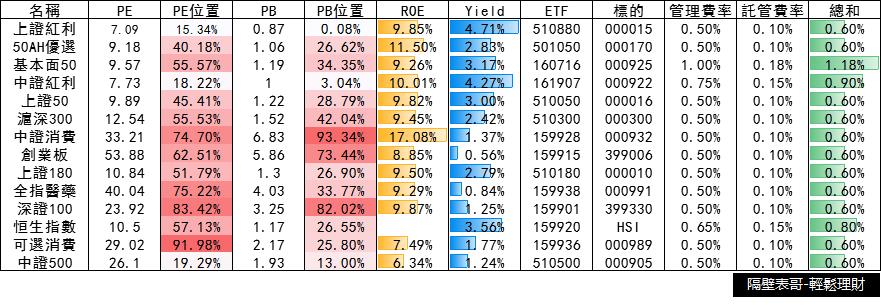 名稱 PE PE位置 PB PB位置 ROE Yield ETF 標的 管理費率 託管費率 總和
上證紅利 7.09 15.34% 0.87 0.08% 9.85% 4.71% 510880 000015 0.50% 0.10% 0.60%
50AH優選 9.18 40.18% 1.06 26.62% 11.50% 2.83% 501050 000170 0.50% 0.10% 0.60%
基本面50 9.57 55.57% 1.19 34.35% 9.26% 3.17% 160716 000925 1.00% 0.18% 1.18%
中證紅利 7.73 18.22% 1 3.04% 10.01% 4.27% 161907 000922 0.75% 0.15% 0.90%
上證50 9.89 45.41% 1.22 28.79% 9.82% 3.00% 510050 000016 0.50% 0.10% 0.60%
滬深300 12.54 55.53% 1.52 42.04% 9.45% 2.42% 510300 000300 0.50% 0.10% 0.60%
中證消費 33.21 74.70% 6.83 93.34% 17.08% 1.37% 159928 000932 0.50% 0.10% 0.60%
創業板 53.88 62.51% 5.86 73.44% 8.85% 0.56% 159915 399006 0.50% 0.10% 0.60%
上證180 10.84 51.79% 1.3 26.90% 9.50% 2.79% 510180 000010 0.50% 0.10% 0.60%
全指醫藥 40.04 75.22% 4.03 33.77% 9.29% 0.84% 159938 000991 0.50% 0.10% 0.60%
深證100 23.92 83.42% 3.25 82.02% 9.87% 1.25% 159901 399330 0.50% 0.10% 0.60%
恒生指數 10.5 57.13% 1.17 26.55% 3.56% 159920 HSI 0.65% 0.15% 0.80%
可選消費 29.02 91.98% 2.17 25.80% 7.49% 1.77% 159936 000989 0.50% 0.10% 0.60%
中證500 26.1 19.29% 1.93 13.00% 6.34% 1.24% 510500 000905 0.50% 0.10% 0.60%
隔壁表哥-輕鬆理財